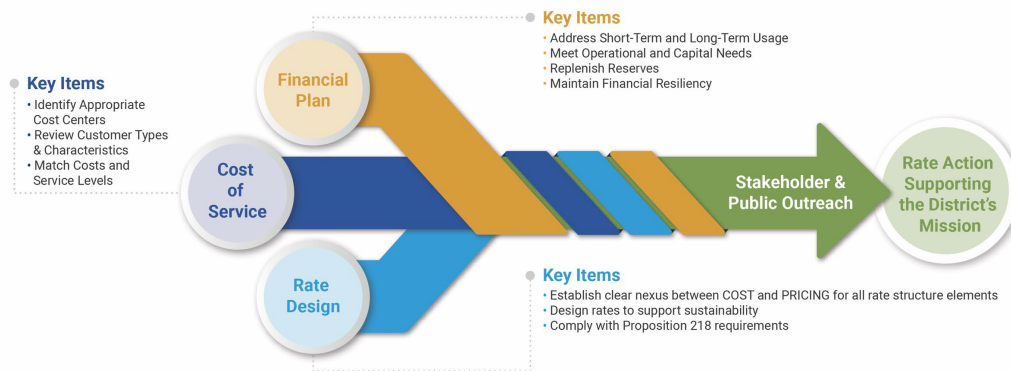 Key Items
• Address Short-Term and Long-Term Usage
• Meet Operational and Capital Needs
• Replenish Reserves
• Maintain Financial Resiliency
Financial
Plan
Key Items
• Identify Appropriate
Cost Centers
• Review Customer Types
& Characteristics
• Match Costs and
Service Levels
Cost
of
Service
Stakeholder &
Public Outreach
Rate Action
Supporting
the District's
Mission
Rate
Design
Key Items
• Establish clear nexus between COST and PRICING for all rate structure elements
• Design rates to support sustainability
• Comply with Proposition 218 requirements